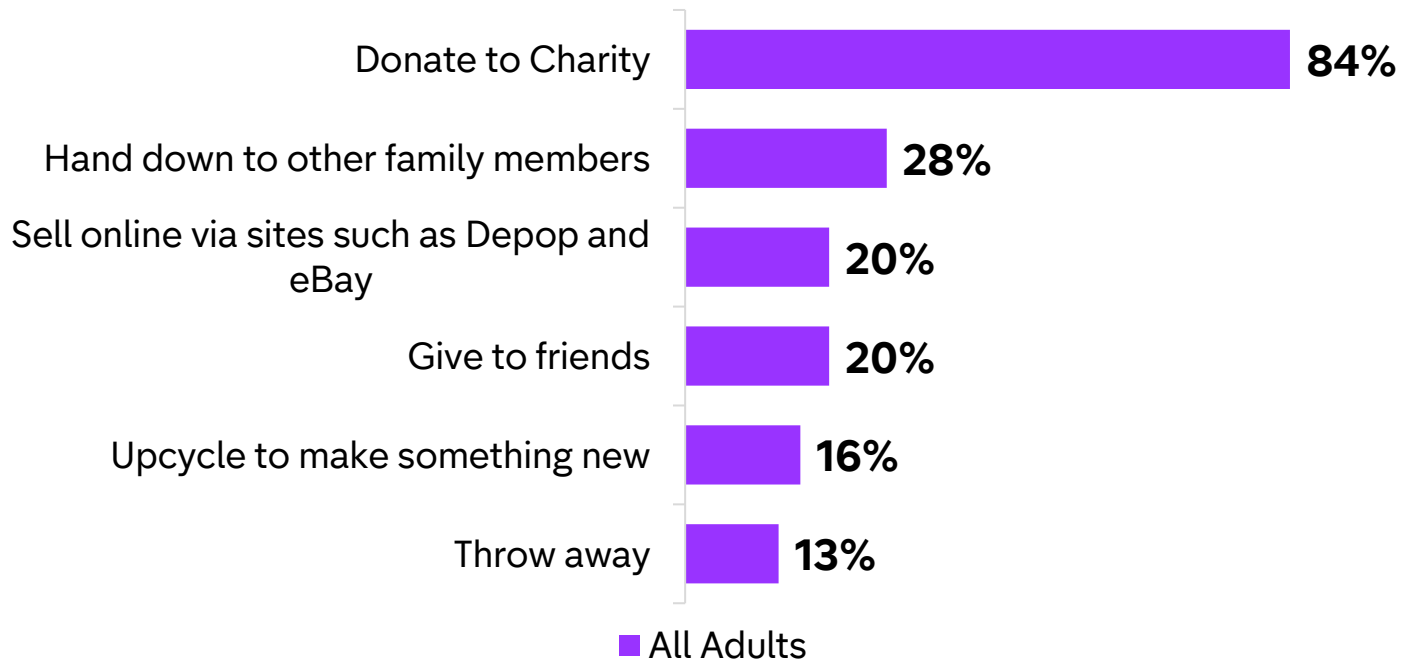 Donate to Charity 84%
Hand down to other family members 28%
Sell online via sites such as Depop and
eBay 20%
Give to friends 20%
Upcycle to make something new 16%
Throw away 13%
All Adults